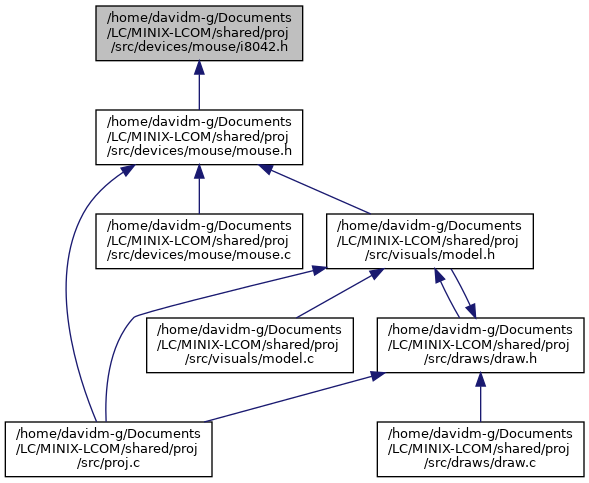 /home/davidm-g/Documents
/LC/MINIX-LCOM/shared/proj
/src/devices/mouse/i8042.h
/home/davidm-g/Documents
/LC/MINIX-LCOM/shared/proj
/src/devices/mouse/mouse.h
/home/davidm-g/Documents
/LC/MINIX-LCOM/shared/proj
/src/devices/mouse/mouse.c
/home/davidm-g/Documents
/LC/MINIX-LCOM/shared/proj
src/visuals/model.h
/home/davidm-g/Documents
/LC/MINIX-LCOM/shared/proj
/src/visuals/model.c
/home/davidm-g/Documents
/LC/MINIX-LCOM/shared/proj
/src/draws/draw.h
/home/davidm-g/Documents
/LC/MINIX-LCOM/shared/proj
/src/proj.c
/home/davidm-g/Documents
/LC/MINIX-LCOM/shared/proj
/src/draws/draw.c